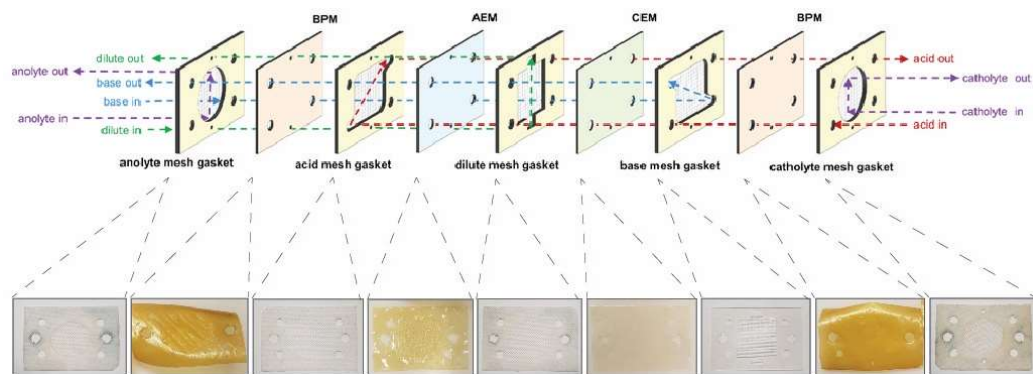 BPM AEM CEM BPM
dilute out
anolyte out
base out
base in
anolyte in
dilute in
acid out
catholyte out
catholyte in
acid in
anolyte mesh gasket
acid mesh gasket
dilute mesh gasket
base mesh gasket
catholyte mesh gasket